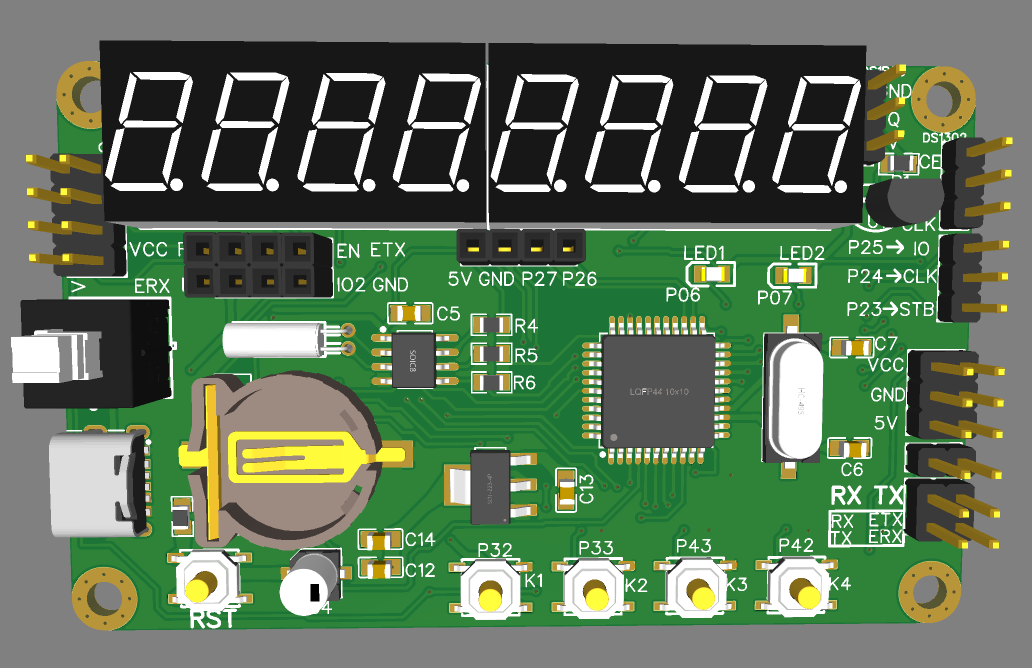 GND
Q
DS1302
CE
CLK
VCC
EN ETX
ERX
IO2 GND
V
5V GND P27 P26
LED1
LED2
P06
P07
P25→ IO
P24→CLK
P23→STB
C5
R4
R5
R6
SOIC8
LQFP44 10x10
HC-49S
C7
VCC
GND
5V
C6
C13
RX TX
RX ETX
TX ERX
C14
C12
P32
P33
P43
P42
K1
K2
K3
K4
RST